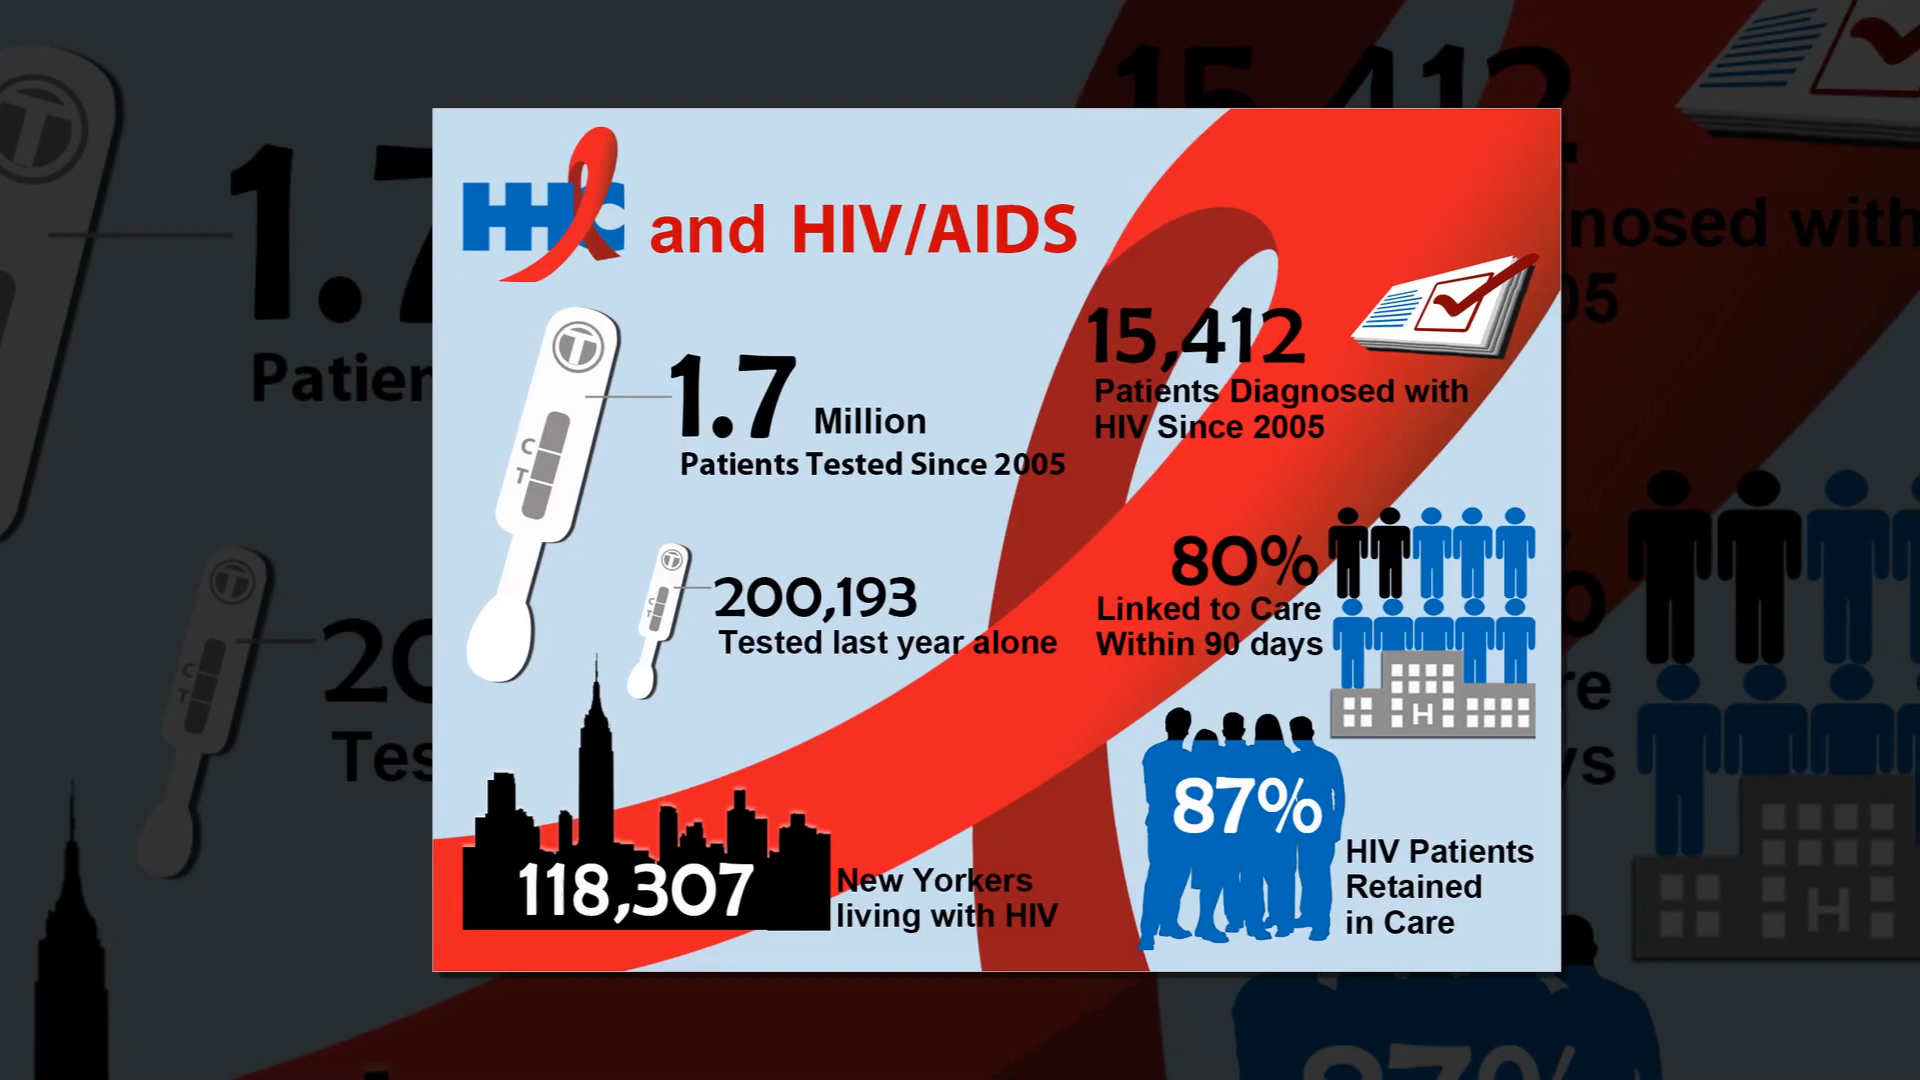 HHC and HIV/AIDS
1.7 Million
Patients Tested Since 2005
200,193
Tested last year alone
118,307
New Yorkers
living with HIV
15,412
Patients Diagnosed with
HIV Since 2005
80%
Linked to Care
Within 90 days
H
87%
HIV Patients
Retained
in Care
T
C
T
T
C
T